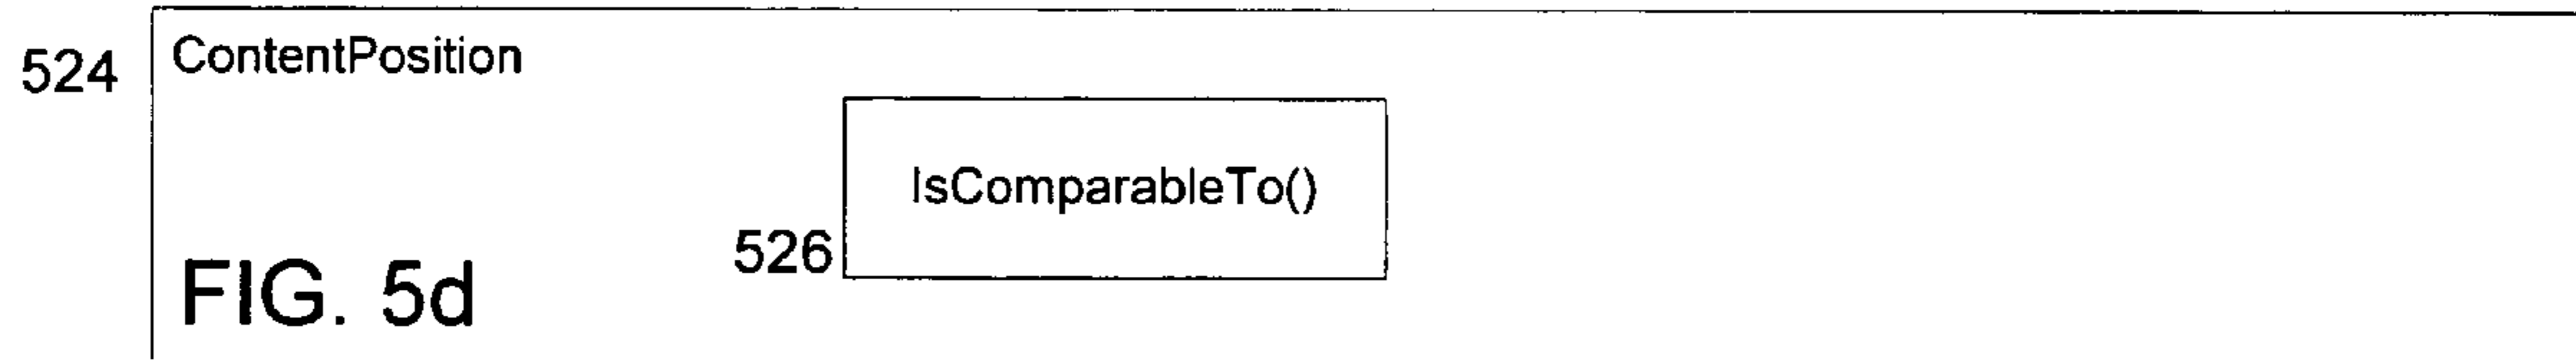 524
ContentPosition
IsComparableTo()
526
FIG. 5d